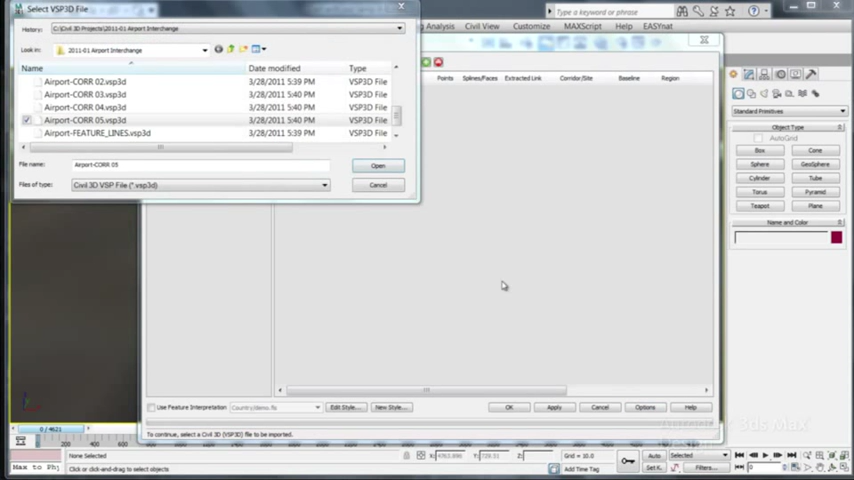 Select VSP3D File
Type a keyword or phrase
History: C:\Civil 3D Projects\2011-01 Airport Interchange
Civil View Customize MAXScript Help EASYnat
Look in: 2011-01 Airport Interchange
Name Date modified Type
Points Splines/Faces Extracted Link Corridor/Site Baseline Region
Airport-CORR 02.vsp3d 3/28/2011 5:39 PM VSP3D File
Airport-CORR 03.vsp3d 3/28/2011 5:40 PM VSP3D File
Airport-CORR 04.vsp3d 3/28/2011 5:40 PM VSP3D File
Airport-CORR 05.vsp3d 3/28/2011 5:40 PM VSP3D File
Airport-FEATURE_LINES.vsp3d 3/28/2011 5:39 PM VSP3D File
File name: Airport-CORR 05 Open
Files of type: Civil 3D VSP File (*.vsp3d) Cancel
Standard Primitives
Object Type
AutoGrid
Box Cone
Sphere GeoSphere
Cylinder Tube
Torus Pyramid
Teapot Plane
Name and Color
Use Feature Interpretation Edit Style... New Style... OK Apply Cancel Options Help
To continue, select a Civil 3D (VSP3D) file to be imported.
Autodesk 3ds Max
0 / 4621
None Selected Grid = 10.0 Auto Selected
Max to Ph Click or click-and-drag to select objects Add Time Tag Set K. Filters... 0